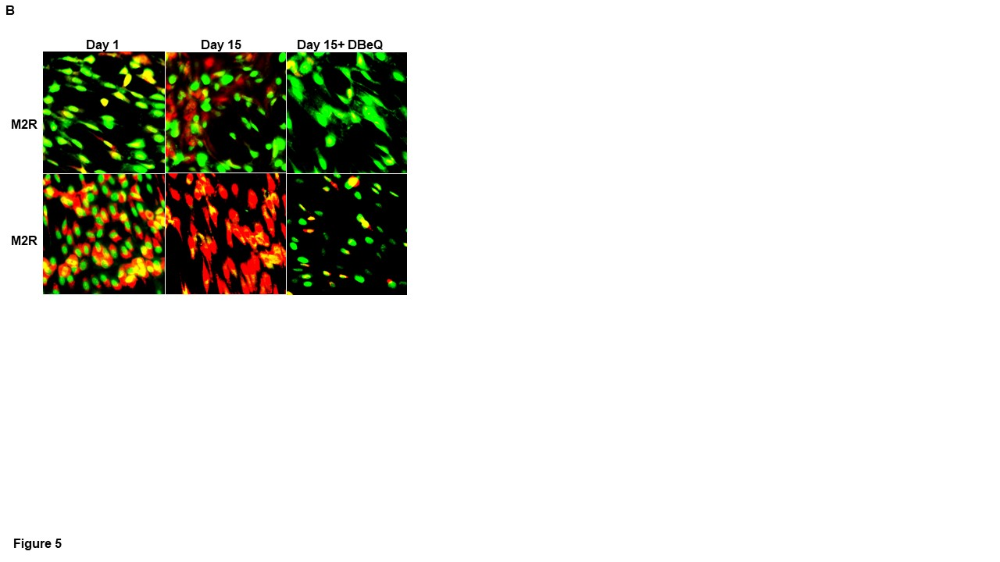 B
Day 1
Day 15
Day 15+ DBeQ
M2R
M2R
Figure 5